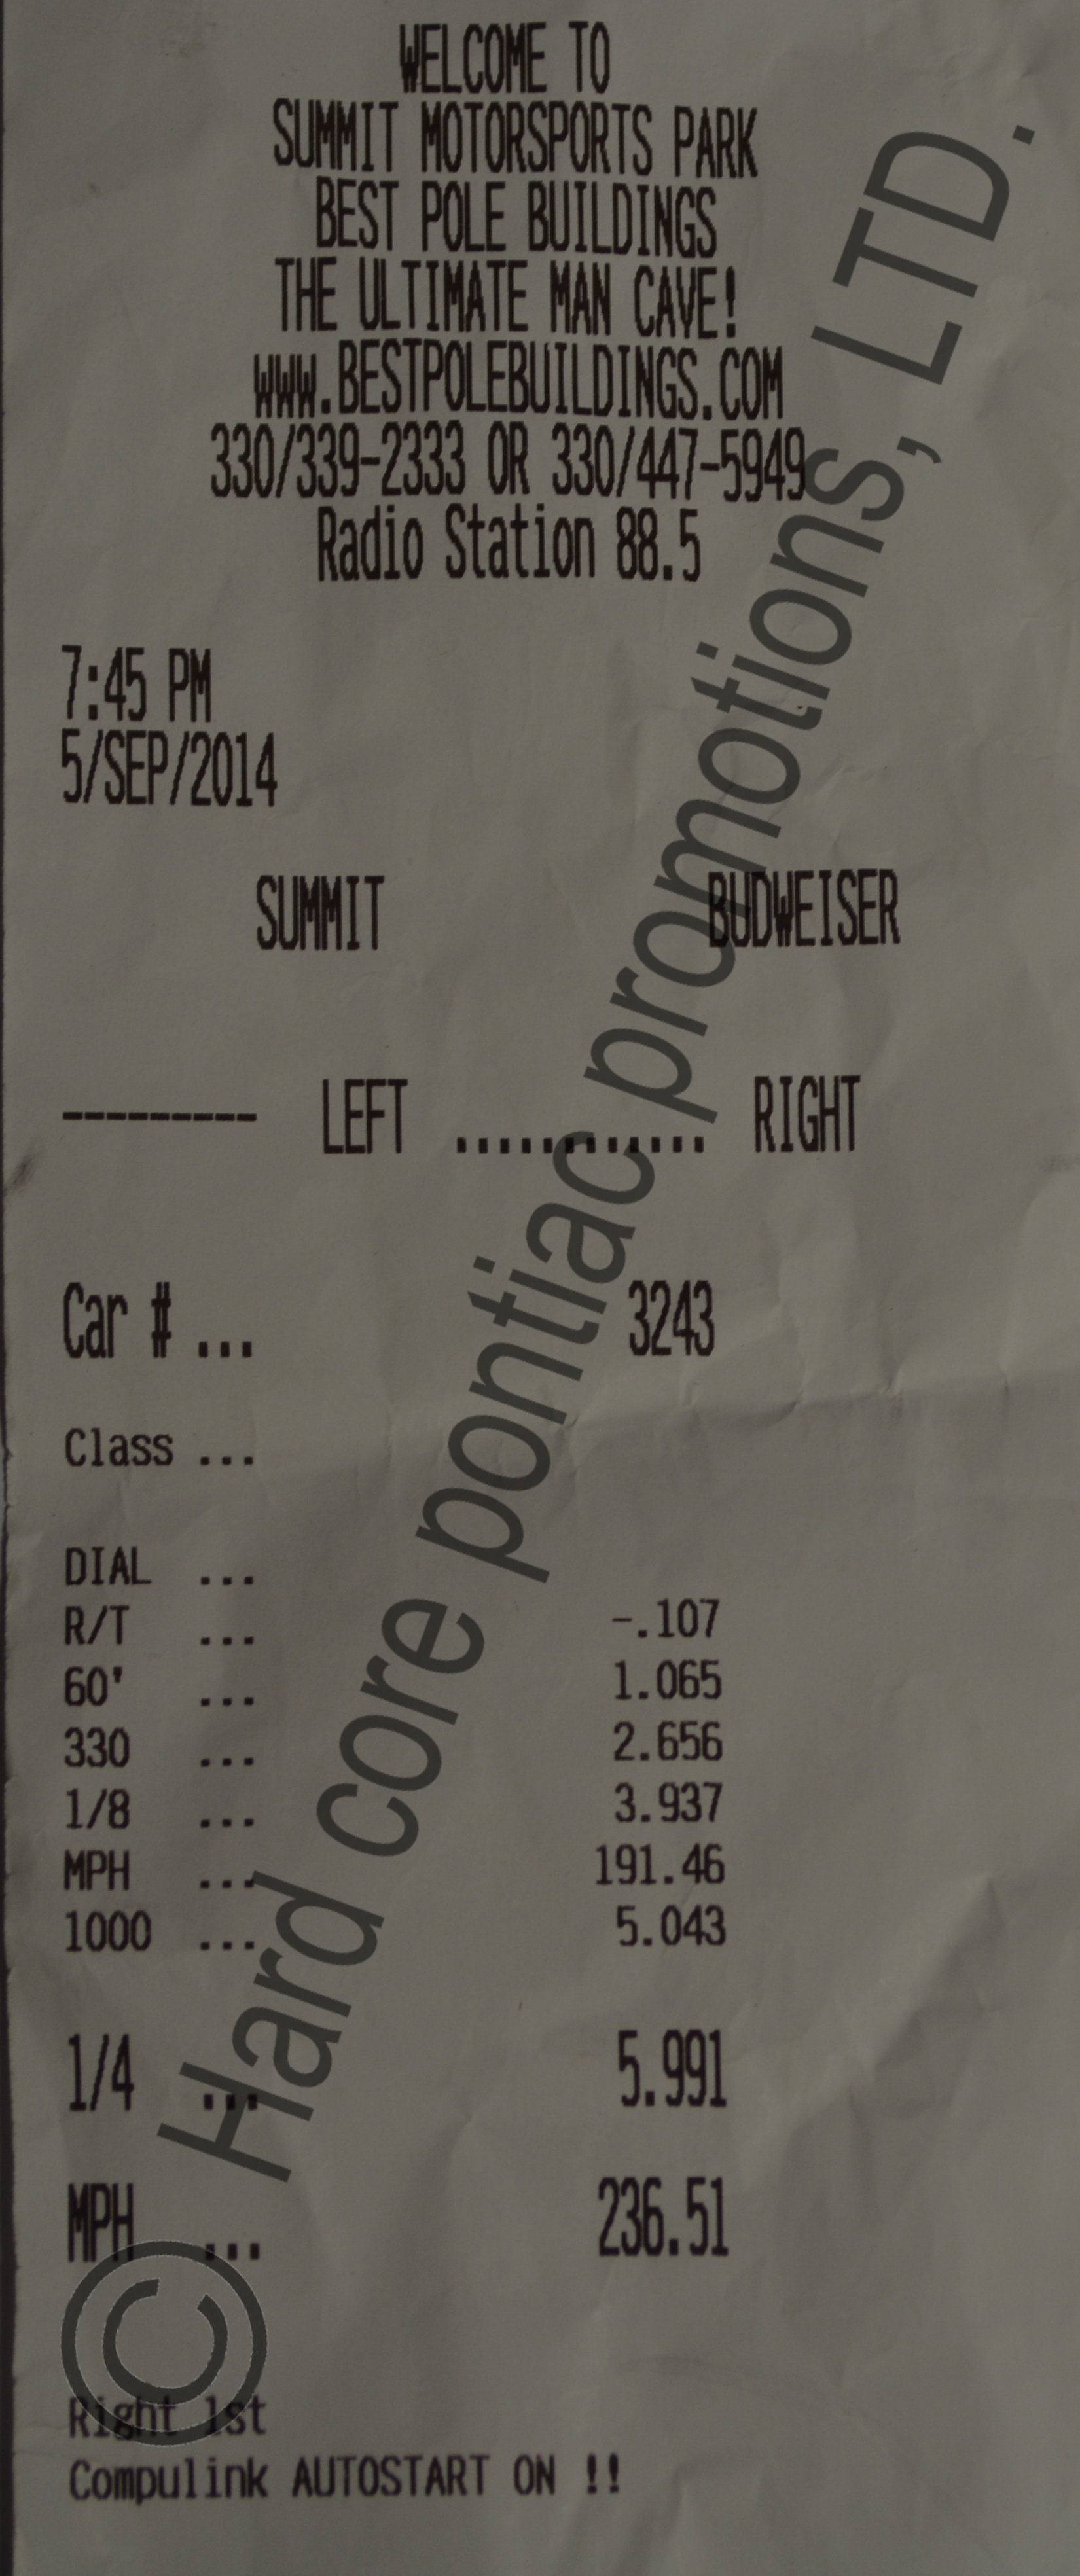 WELCOME TO
SUMMIT MOTORSPORTS PARK
BEST POLE BUILDINGS
THE ULTIMATE MAN CAVE!
WWW.BESTPOLEBUILDINGS.COM
330/339-2333 OR 330/447-5949
Radio Station 88.5
7:45 PM
5/SEP/2014
SUMMIT BUDWEISER
--------- LEFT ............ RIGHT
Car # ... 3243
Class ...
DIAL ...
R/T ... -.107
60' ... 1.065
330 ... 2.656
1/8 ... 3.937
MPH ... 191.46
1000 ... 5.043
1/4 ... 5.991
MPH ... 236.51
Right 1st
Compulink AUTOSTART ON !!
© Hard core pontiac promotions, LTD.